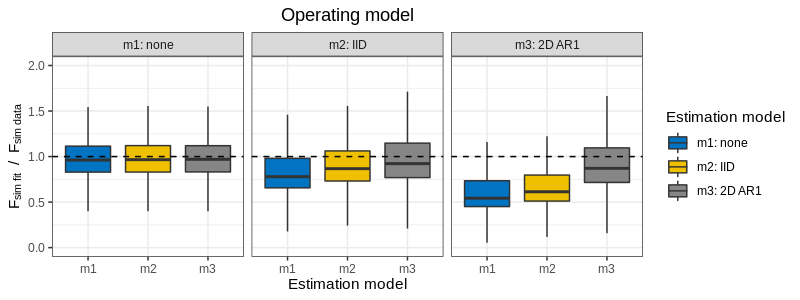 Operating model
m1: none
m2: IID
m3: 2D AR1
F sim fit / F sim data
2.0
1.5
1.0
0.5
0.0
m1 m2 m3
m1 m2 m3
m1 m2 m3
Estimation model
Estimation model
m1: none
m2: IID
m3: 2D AR1